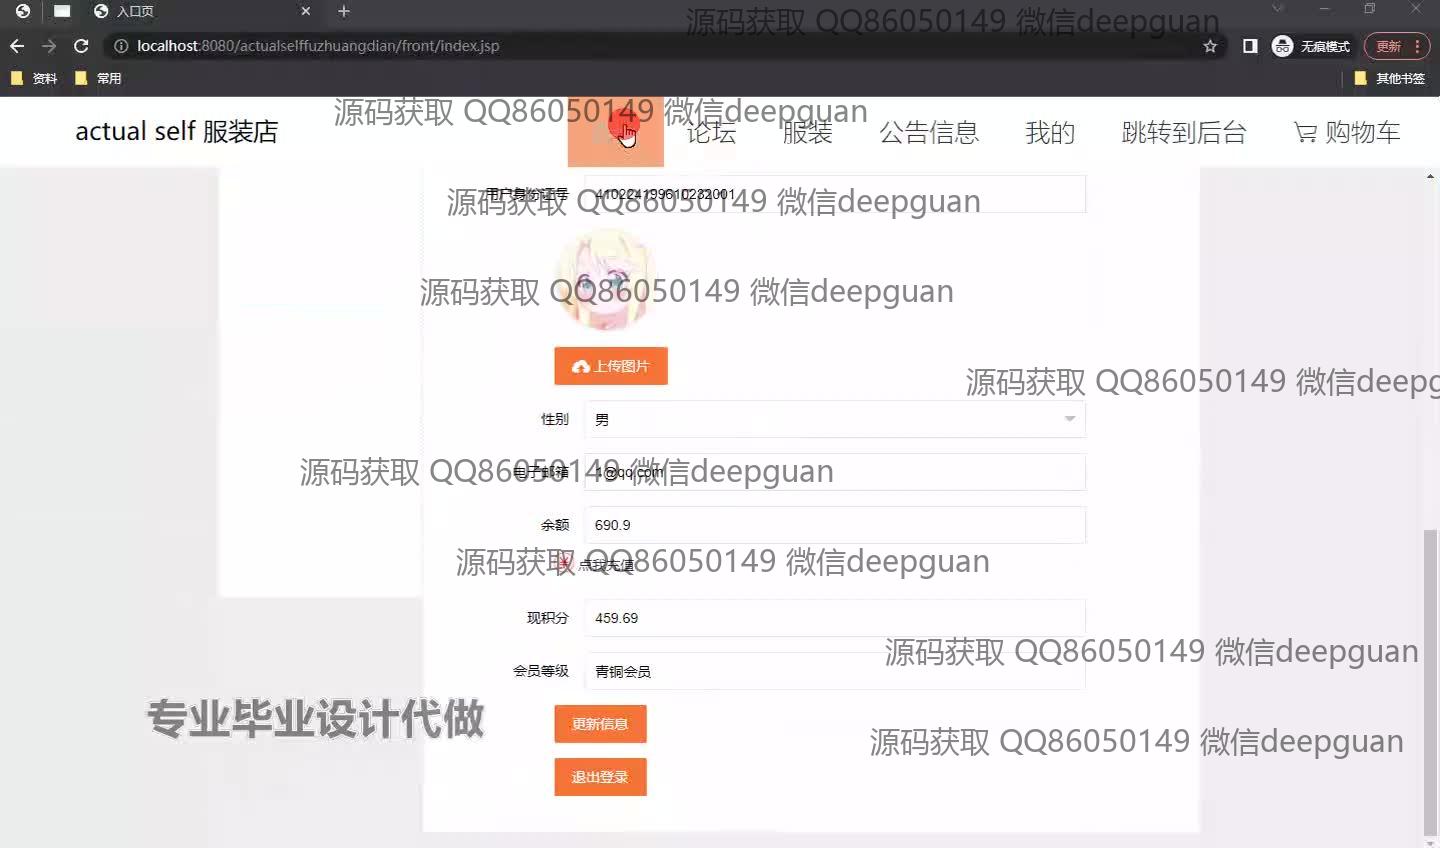 入口页
源码获取 QQ86050149 微信deepguan
localhost:8080/actualselffuzhuangdian/front/index.jsp
无痕模式
更新
资料
常用
其他书签
源码获取 QQ86050149 微信deepguan
actual self 服装店
论坛
服装
公告信息
我的
跳转到后台
购物车
用户身份证号
410224199610232001
源码获取 QQ86050149 微信deepguan
源码获取 QQ86050149 微信deepguan
上传图片
源码获取 QQ86050149 微信deepg
性别
男
电子邮箱
1@qq.com
源码获取 QQ86050149 微信deepguan
余额
690.9
源码获取 QQ86050149 微信deepguan
点我充值
现积分
459.69
源码获取 QQ86050149 微信deepguan
会员等级
青铜会员
专业毕业设计代做
更新信息
源码获取 QQ86050149 微信deepguan
退出登录